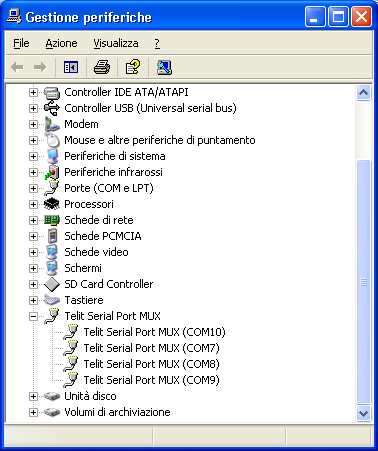 Gestione periferiche
File Azione Visualizza ?
Controller IDE ATA/ATAPI
Controller USB (Universal serial bus)
Modem
Mouse e altre periferiche di puntamento
Periferiche di sistema
Periferiche infrarossi
Porte (COM e LPT)
Processori
Schede di rete
Schede PCMCIA
Schede video
Schermi
SD Card Controller
Tastiere
Telit Serial Port MUX
Telit Serial Port MUX (COM10)
Telit Serial Port MUX (COM7)
Telit Serial Port MUX (COM8)
Telit Serial Port MUX (COM9)
Unità disco
Volumi di archiviazione